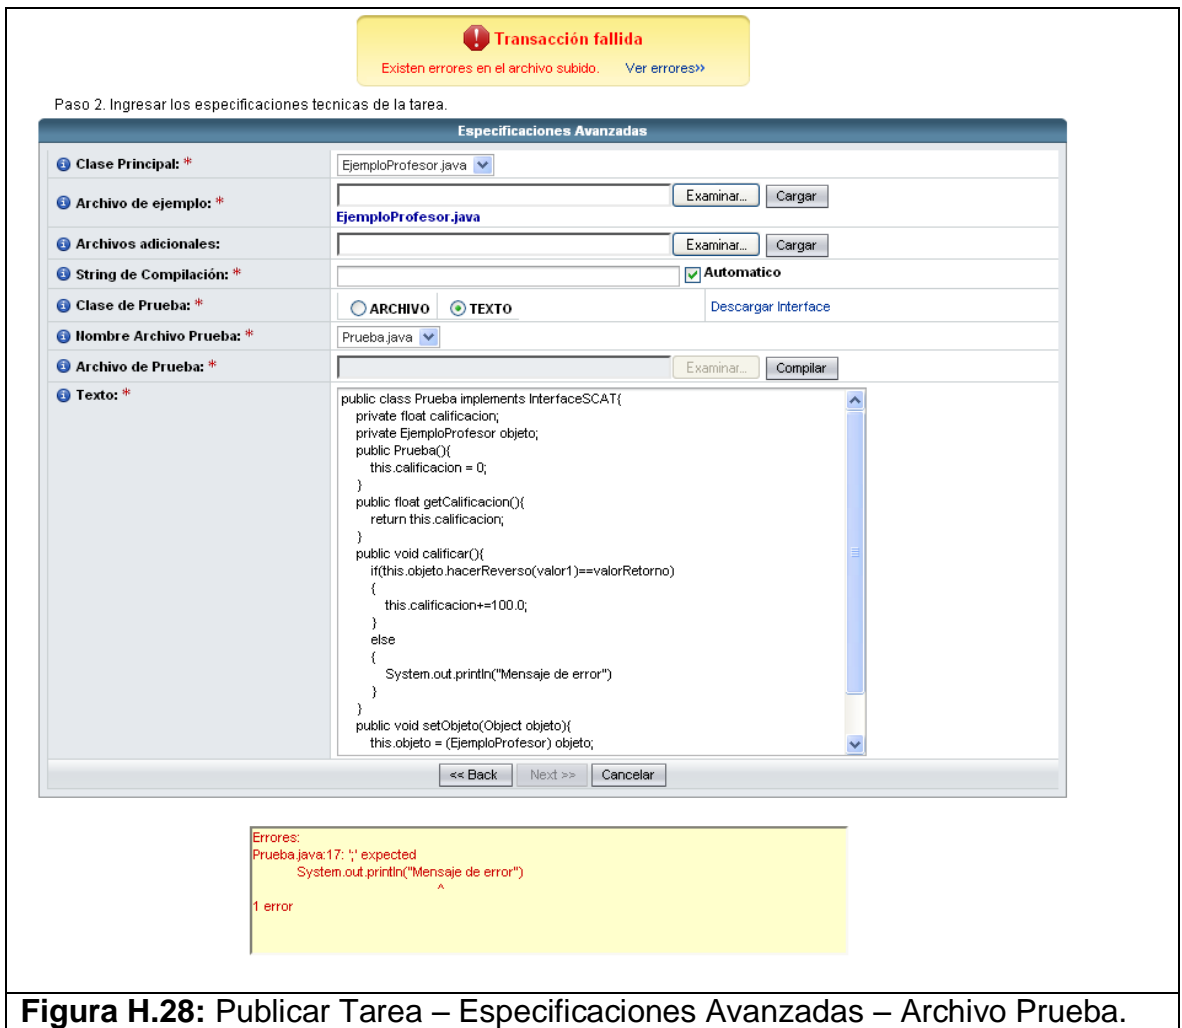 Transacción fallida
Existen errores en el archivo subido. Ver errores»
Paso 2. Ingresar los especificaciones tecnicas de la tarea.
Especificaciones Avanzadas
Clase Principal: * EjemploProfesor.java
Archivo de ejemplo: * Examinar... Cargar
EjemploProfesor.java
Archivos adicionales: Examinar... Cargar
String de Compilación: * Automatico
Clase de Prueba: * ARCHIVO TEXTO Descargar Interface
Nombre Archivo Prueba: * Prueba.java
Archivo de Prueba: * Examinar... Compilar
Texto: *
public class Prueba implements InterfaceSCAT{
private float calificacion;
private EjemploProfesor objeto;
public Prueba(){
this.calificacion = 0;
}
public float getCalificacion(){
return this.calificacion;
}
public void calificar(){
if(this.objeto.hacerReverso(valor1)==valorRetorno)
{
this.calificacion+=100.0;
}
else
{
System.out.println("Mensaje de error")
}
}
public void setObjeto(Object objeto){
this.objeto = (EjemploProfesor) objeto;
<< Back Next >> Cancelar
Errores:
Prueba.java:17: ';' expected
System.out.println("Mensaje de error")
^
1 error
Figura H.28: Publicar Tarea – Especificaciones Avanzadas – Archivo Prueba.